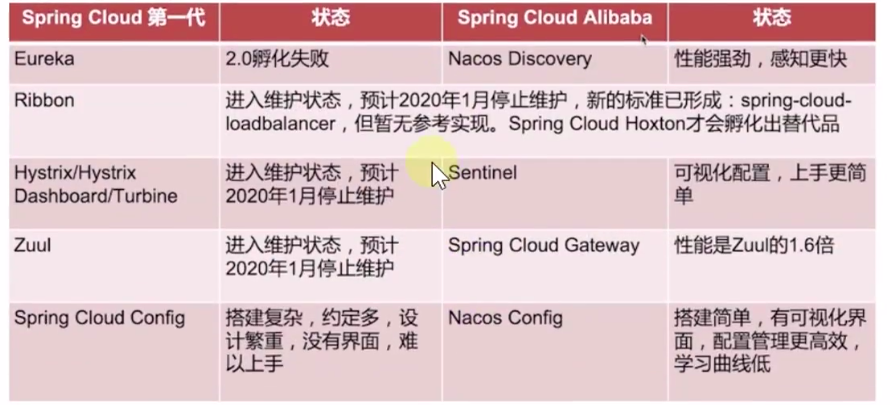 Spring Cloud 第一代 状态 Spring Cloud Alibaba 状态
Eureka 2.0孵化失败 Nacos Discovery 性能强劲，感知更快
Ribbon 进入维护状态，预计2020年1月停止维护，新的标准已形成：spring-cloud-
loadbalancer，但暂无参考实现。Spring Cloud Hoxton才会孵化出替代品
Hystrix/Hystrix
Dashboard/Turbine
进入维护状态，预计
2020年1月停止维护
Sentinel
可视化配置，上手更简
单
Zuul
进入维护状态，预计
2020年1月停止维护
Spring Cloud Gateway
性能是Zuul的1.6倍
Spring Cloud Config
搭建复杂，约定多，设
计繁重，没有界面，难
以上手
Nacos Config
搭建简单，有可视化界
面，配置管理更高效，
学习曲线低